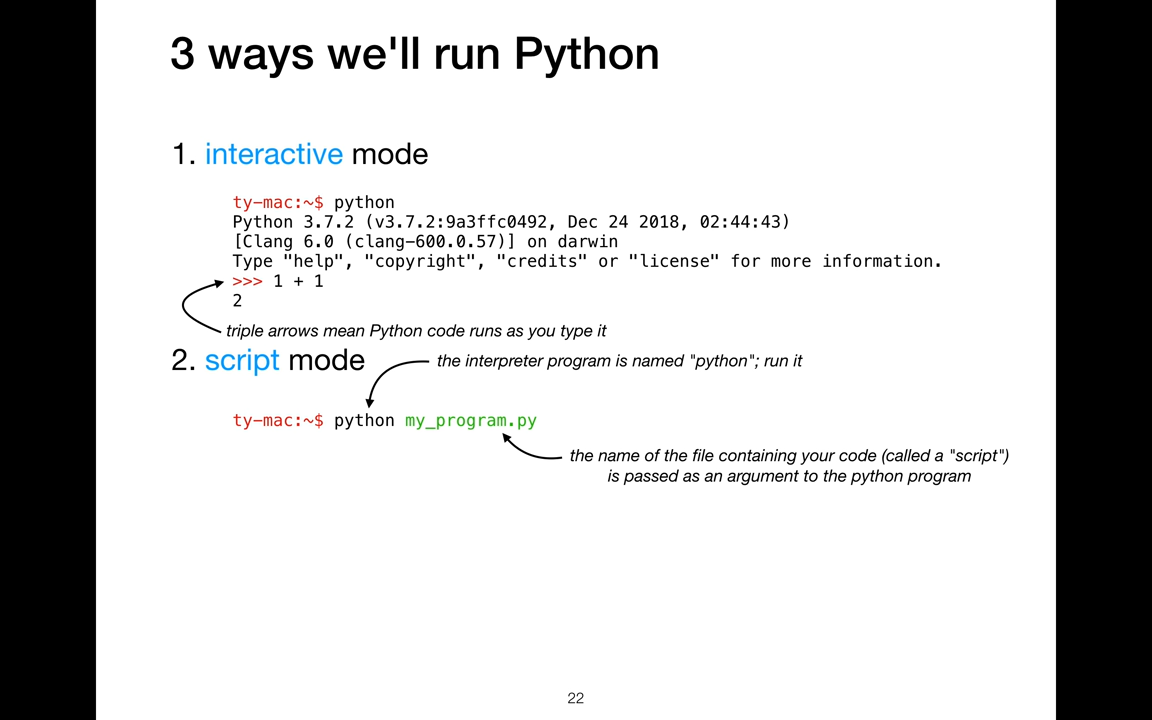 3 ways we'll run Python
1. interactive mode
ty-mac:~$ python
Python 3.7.2 (v3.7.2:9a3ffc0492, Dec 24 2018, 02:44:43)
[Clang 6.0 (clang-600.0.57)] on darwin
Type "help", "copyright", "credits" or "license" for more information.
>>> 1 + 1
2
triple arrows mean Python code runs as you type it
2. script mode
the interpreter program is named "python"; run it
ty-mac:~$ python my_program.py
the name of the file containing your code (called a "script")
is passed as an argument to the python program
22